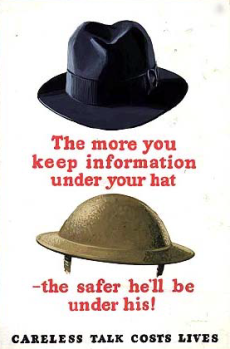 The more you
keep information
under your hat
-the safer he'll be
under his!
CARELESS TALK COSTS LIVES